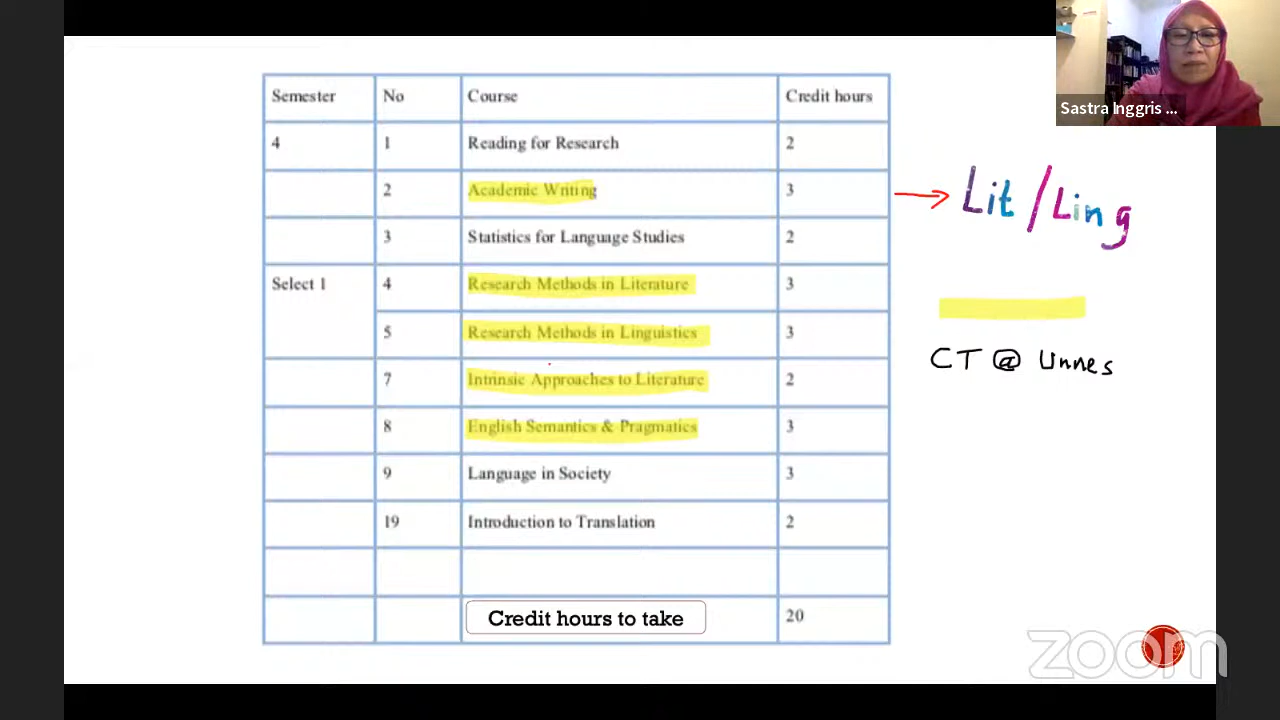 Semester No Course Credit hours
4 1 Reading for Research 2
2 Academic Writing 3
3 Statistics for Language Studies 2
Select 1 4 Research Methods in Literature 3
5 Research Methods in Linguistics 3
7 Intrinsic Approaches to Literature 2
8 English Semantics & Pragmatics 3
9 Language in Society 3
19 Introduction to Translation 2
Credit hours to take 20
Sastra Inggris ...
Lit/Ling
CT @ Unnes
zoom